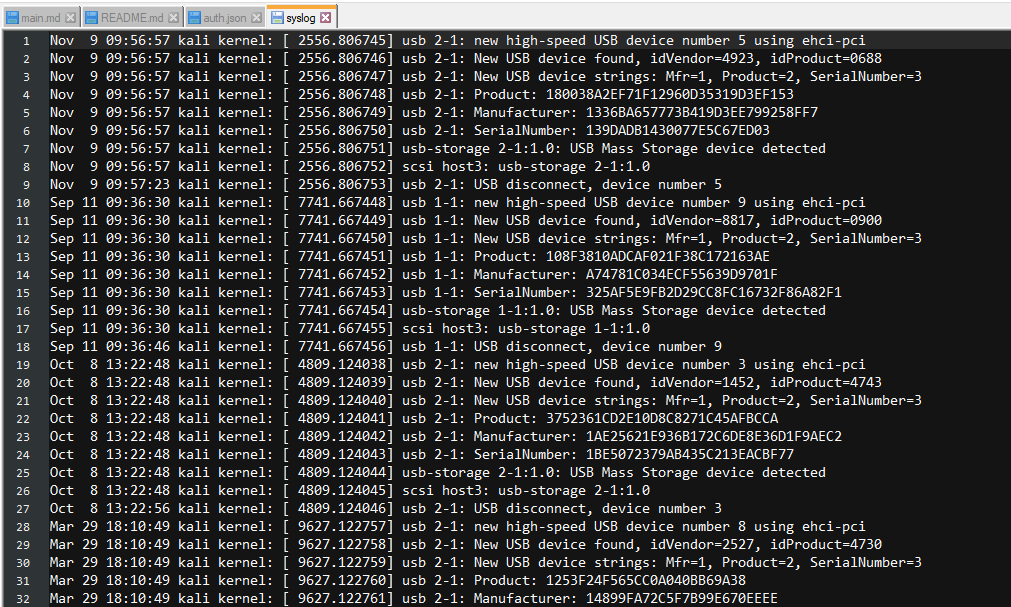 main.md README.md auth.json syslog
1 Nov  9 09:56:57 kali kernel: [ 2556.806745] usb 2-1: new high-speed USB device number 5 using ehci-pci
2 Nov  9 09:56:57 kali kernel: [ 2556.806746] usb 2-1: New USB device found, idVendor=4923, idProduct=0688
3 Nov  9 09:56:57 kali kernel: [ 2556.806747] usb 2-1: New USB device strings: Mfr=1, Product=2, SerialNumber=3
4 Nov  9 09:56:57 kali kernel: [ 2556.806748] usb 2-1: Product: 180038A2EF71F12960D35319D3EF153
5 Nov  9 09:56:57 kali kernel: [ 2556.806749] usb 2-1: Manufacturer: 1336BA657773B419D3EE799258FF7
6 Nov  9 09:56:57 kali kernel: [ 2556.806750] usb 2-1: SerialNumber: 139DADB1430077E5C67ED03
7 Nov  9 09:56:57 kali kernel: [ 2556.806751] usb-storage 2-1:1.0: USB Mass Storage device detected
8 Nov  9 09:56:57 kali kernel: [ 2556.806752] scsi host3: usb-storage 2-1:1.0
9 Nov  9 09:57:23 kali kernel: [ 2556.806753] usb 2-1: USB disconnect, device number 5
10 Sep 11 09:36:30 kali kernel: [ 7741.667448] usb 1-1: new high-speed USB device number 9 using ehci-pci
11 Sep 11 09:36:30 kali kernel: [ 7741.667449] usb 1-1: New USB device found, idVendor=8817, idProduct=0900
12 Sep 11 09:36:30 kali kernel: [ 7741.667450] usb 1-1: New USB device strings: Mfr=1, Product=2, SerialNumber=3
13 Sep 11 09:36:30 kali kernel: [ 7741.667451] usb 1-1: Product: 108F3810ADCAF021F38C172163AE
14 Sep 11 09:36:30 kali kernel: [ 7741.667452] usb 1-1: Manufacturer: A74781C034ECF55639D9701F
15 Sep 11 09:36:30 kali kernel: [ 7741.667453] usb 1-1: SerialNumber: 325AF5E9FB2D29CC8FC16732F86A82F1
16 Sep 11 09:36:30 kali kernel: [ 7741.667454] usb-storage 1-1:1.0: USB Mass Storage device detected
17 Sep 11 09:36:30 kali kernel: [ 7741.667455] scsi host3: usb-storage 1-1:1.0
18 Sep 11 09:36:46 kali kernel: [ 7741.667456] usb 1-1: USB disconnect, device number 9
19 Oct  8 13:22:48 kali kernel: [ 4809.124038] usb 2-1: new high-speed USB device number 3 using ehci-pci
20 Oct  8 13:22:48 kali kernel: [ 4809.124039] usb 2-1: New USB device found, idVendor=1452, idProduct=4743
21 Oct  8 13:22:48 kali kernel: [ 4809.124040] usb 2-1: New USB device strings: Mfr=1, Product=2, SerialNumber=3
22 Oct  8 13:22:48 kali kernel: [ 4809.124041] usb 2-1: Product: 3752361CD2E10D8C8271C45AFBCCA
23 Oct  8 13:22:48 kali kernel: [ 4809.124042] usb 2-1: Manufacturer: 1AE25621E936B172C6DE8E36D1F9AEC2
24 Oct  8 13:22:48 kali kernel: [ 4809.124043] usb 2-1: SerialNumber: 1BE5072379AB435C213EACBF77
25 Oct  8 13:22:48 kali kernel: [ 4809.124044] usb-storage 2-1:1.0: USB Mass Storage device detected
26 Oct  8 13:22:48 kali kernel: [ 4809.124045] scsi host3: usb-storage 2-1:1.0
27 Oct  8 13:22:56 kali kernel: [ 4809.124046] usb 2-1: USB disconnect, device number 3
28 Mar 29 18:10:49 kali kernel: [ 9627.122757] usb 2-1: new high-speed USB device number 8 using ehci-pci
29 Mar 29 18:10:49 kali kernel: [ 9627.122758] usb 2-1: New USB device found, idVendor=2527, idProduct=4730
30 Mar 29 18:10:49 kali kernel: [ 9627.122759] usb 2-1: New USB device strings: Mfr=1, Product=2, SerialNumber=3
31 Mar 29 18:10:49 kali kernel: [ 9627.122760] usb 2-1: Product: 1253F24F565CC0A040BB69A38
32 Mar 29 18:10:49 kali kernel: [ 9627.122761] usb 2-1: Manufacturer: 14899FA72C5F7B99E670EEEE